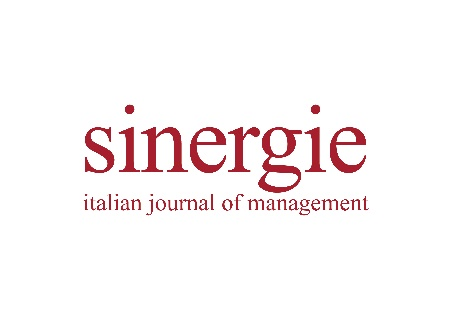 sinergie
italian journal of management